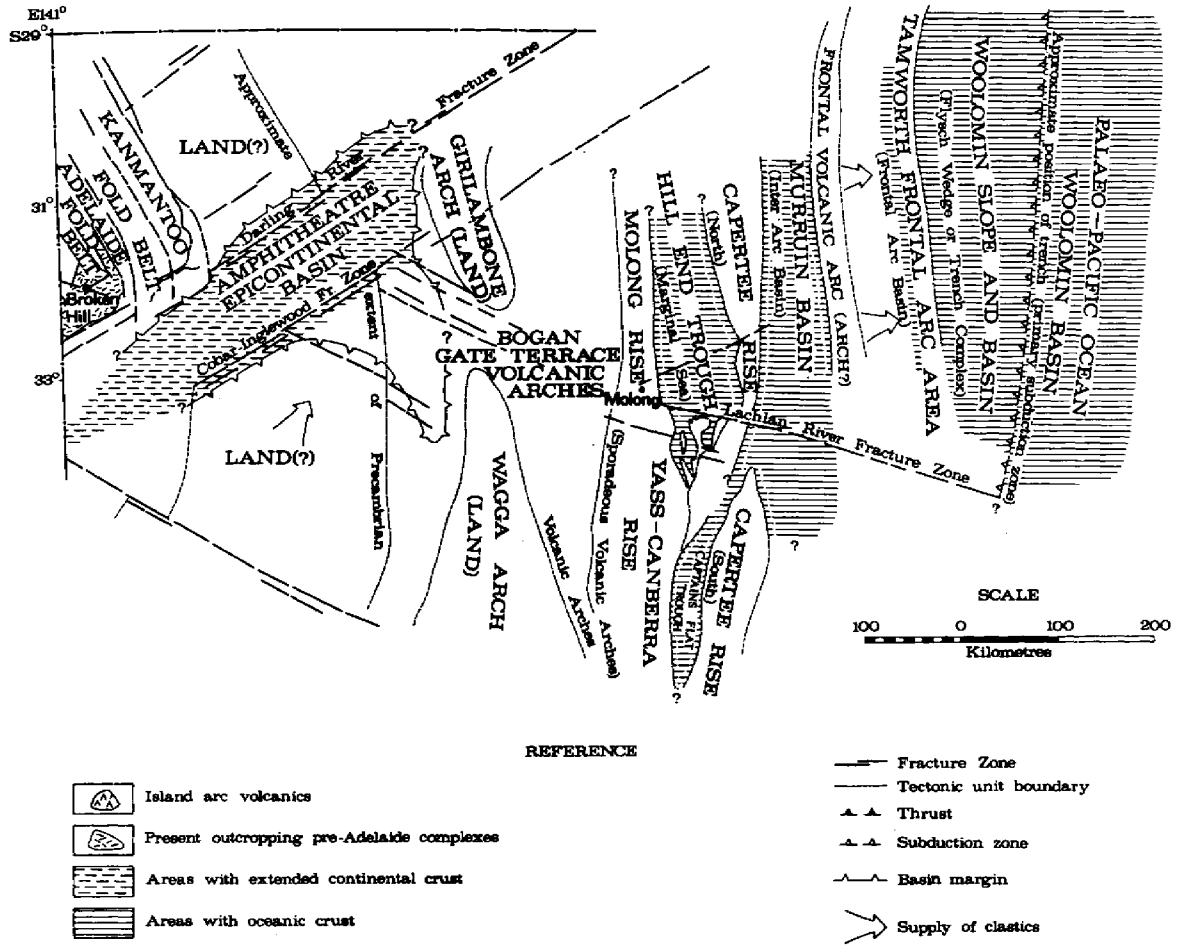 E141°
S29°
31°
33°
KANMANTOO
FOLD BELT
ADELAIDE
FOLD
BELT
Broken
Hill
LAND(?)
Approximate
Fracture Zone
Darling River
AMPHITHEATRE
EPICONTINENTAL
BASIN
Cobar Inglewood Fr Zone
GIRILAMBONE
ARCH (LAND)
extent
of
Precambrian
LAND(?)
BOGAN
GATE TERRACE
VOLCANIC
ARCHES
WAGGA ARCH
(LAND)
Volcanic Arches
MOLONG RISE
Molong
(Sporadeous Volcanic Arches)
HILL END TROUGH
(Marginal Sea)
CAPERTEE RISE
(North)
YASS-CANBERRA
RISE
CAPERTEE RISE
(South)
CAPTAINS FLAT
TROUGH
Lachlan River Fracture Zone
MURRUIN BASIN
(Inter Arc Basin)
FRONTAL VOLCANIC ARC (ARCH?)
TAMWORTH FRONTAL ARC AREA
(Frontal Arc Basin)
WOOLOMIN SLOPE AND BASIN
(Flysch Wedge or Trench Complex)
Approximate position of trench (primary subduction zone)
WOOLOMIN BASIN
PALAEO-PACIFIC OCEAN
SCALE
100 0 100 200
Kilometres
REFERENCE
Island arc volcanics
Present outcropping pre-Adelaide complexes
Areas with extended continental crust
Areas with oceanic crust
Fracture Zone
Tectonic unit boundary
Thrust
Subduction zone
Basin margin
Supply of clastics